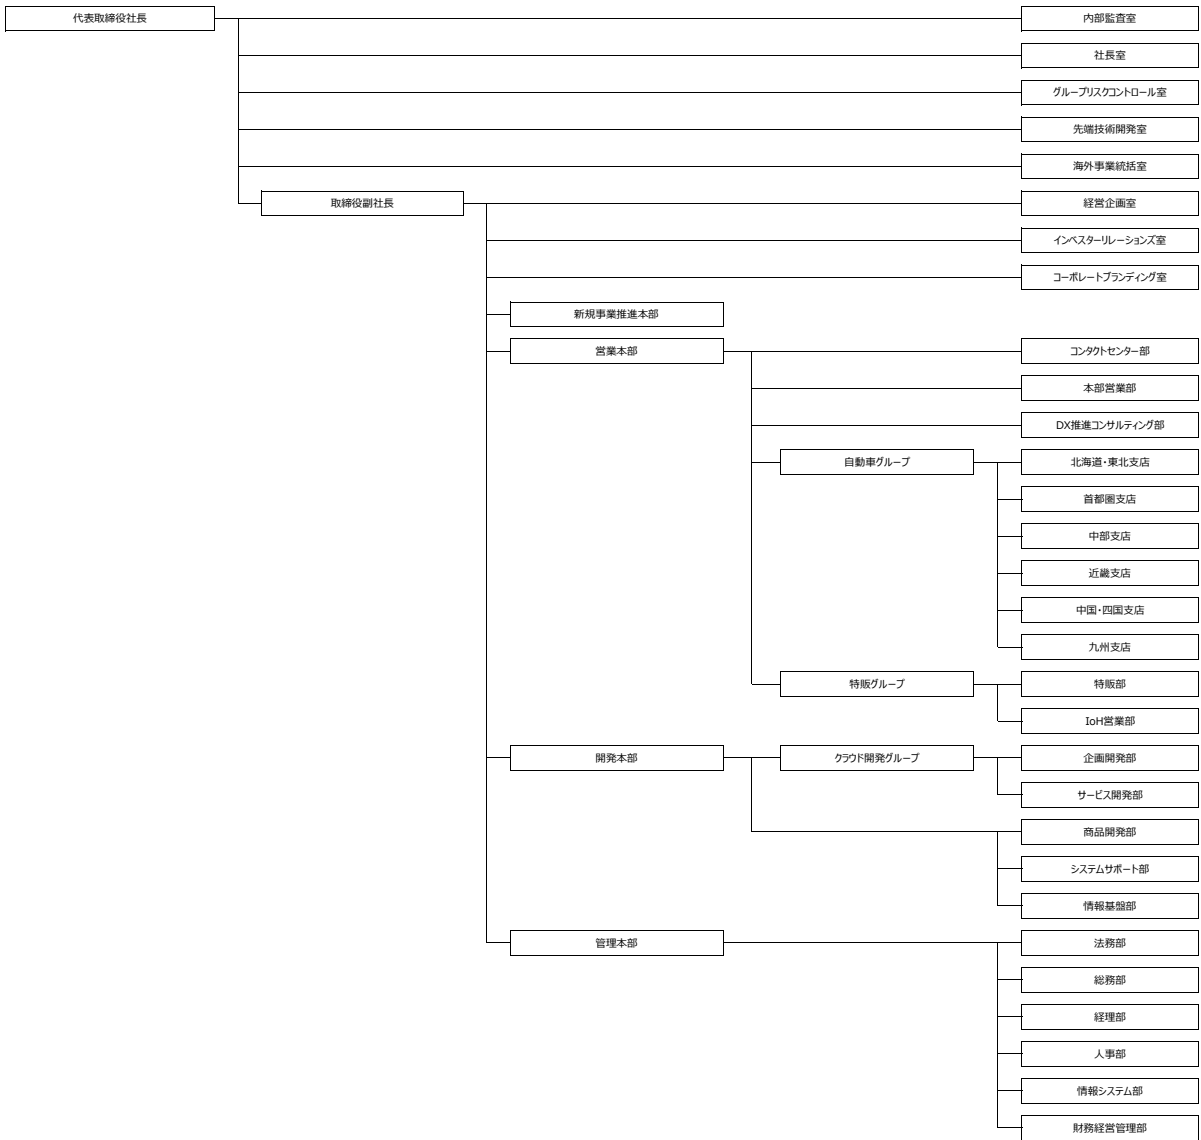 代表取締役社長
内部監査室
社長室
グループリスクコントロール室
先端技術開発室
海外事業統括室
取締役副社長
経営企画室
インベスターリレーションズ室
コーポレートブランディング室
新規事業推進本部
営業本部
コンタクトセンター部
本部営業部
DX推進コンサルティング部
自動車グループ
北海道・東北支店
首都圏支店
中部支店
近畿支店
中国・四国支店
九州支店
特販グループ
特販部
IoH営業部
開発本部
クラウド開発グループ
企画開発部
サービス開発部
商品開発部
システムサポート部
情報基盤部
管理本部
法務部
総務部
経理部
人事部
情報システム部
財務経営管理部